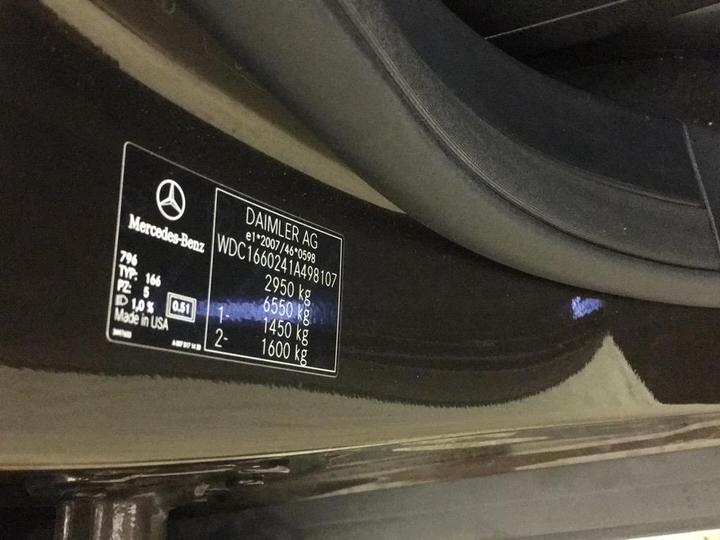 Mercedes-Benz
796
TYP: 166
PZ: 5
1,0 % 0.51
Made in USA
DAIMLER AG
e1*2007/46*0598
WDC1660241A498107
2950 kg
6550 kg
1- 1450 kg
2- 1600 kg